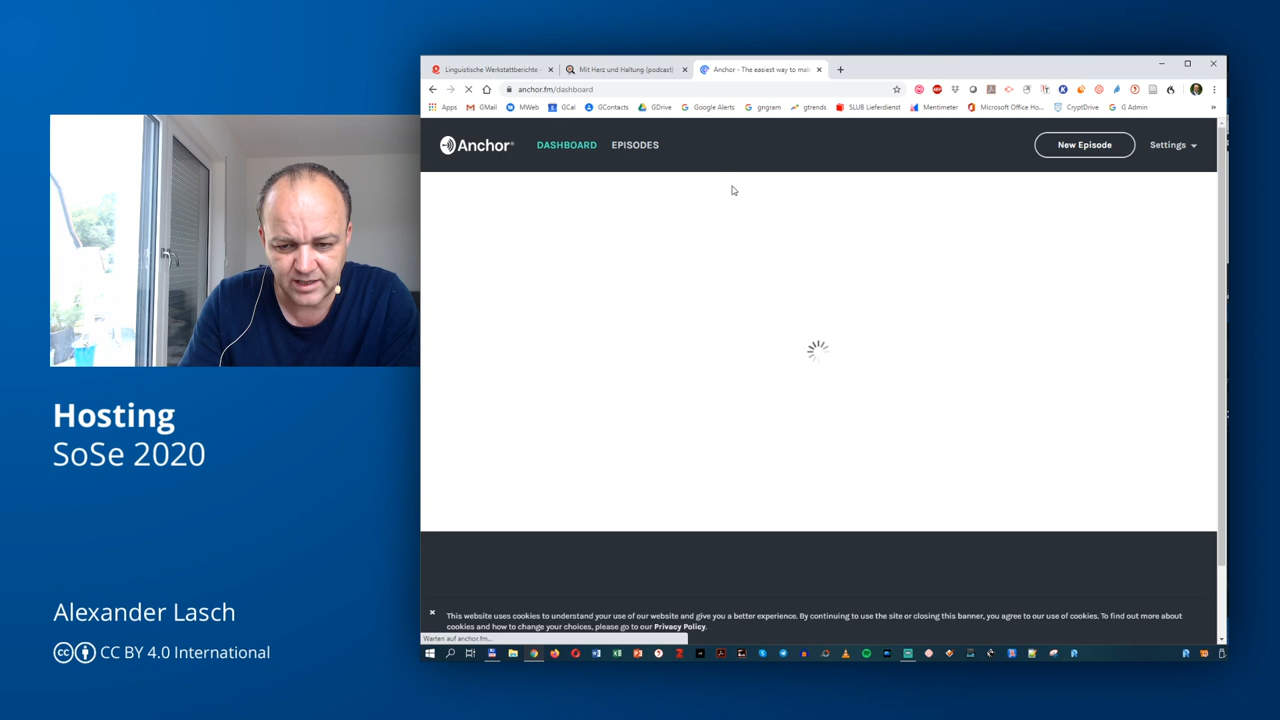 Linguistische Werkstattberichte -
Mit Herz und Haltung (podcast)
Anchor - The easiest way to mak
anchor.fm/dashboard
Apps
GMail
MWeb
GCal
GContacts
GDrive
Google Alerts
gngram
gtrends
SLUB Lieferdienst
Mentimeter
Microsoft Office Ho...
CryptDrive
G Admin
Anchor
DASHBOARD
EPISODES
New Episode
Settings
Hosting
SoSe 2020
Alexander Lasch
CC BY 4.0 International
This website uses cookies to understand your use of our website and give you a better experience. By continuing to use the site or closing this banner, you agree to our use of cookies. To find out more about
cookies and how to change your choices, please go to our Privacy Policy.
Warten auf anchor.fm...